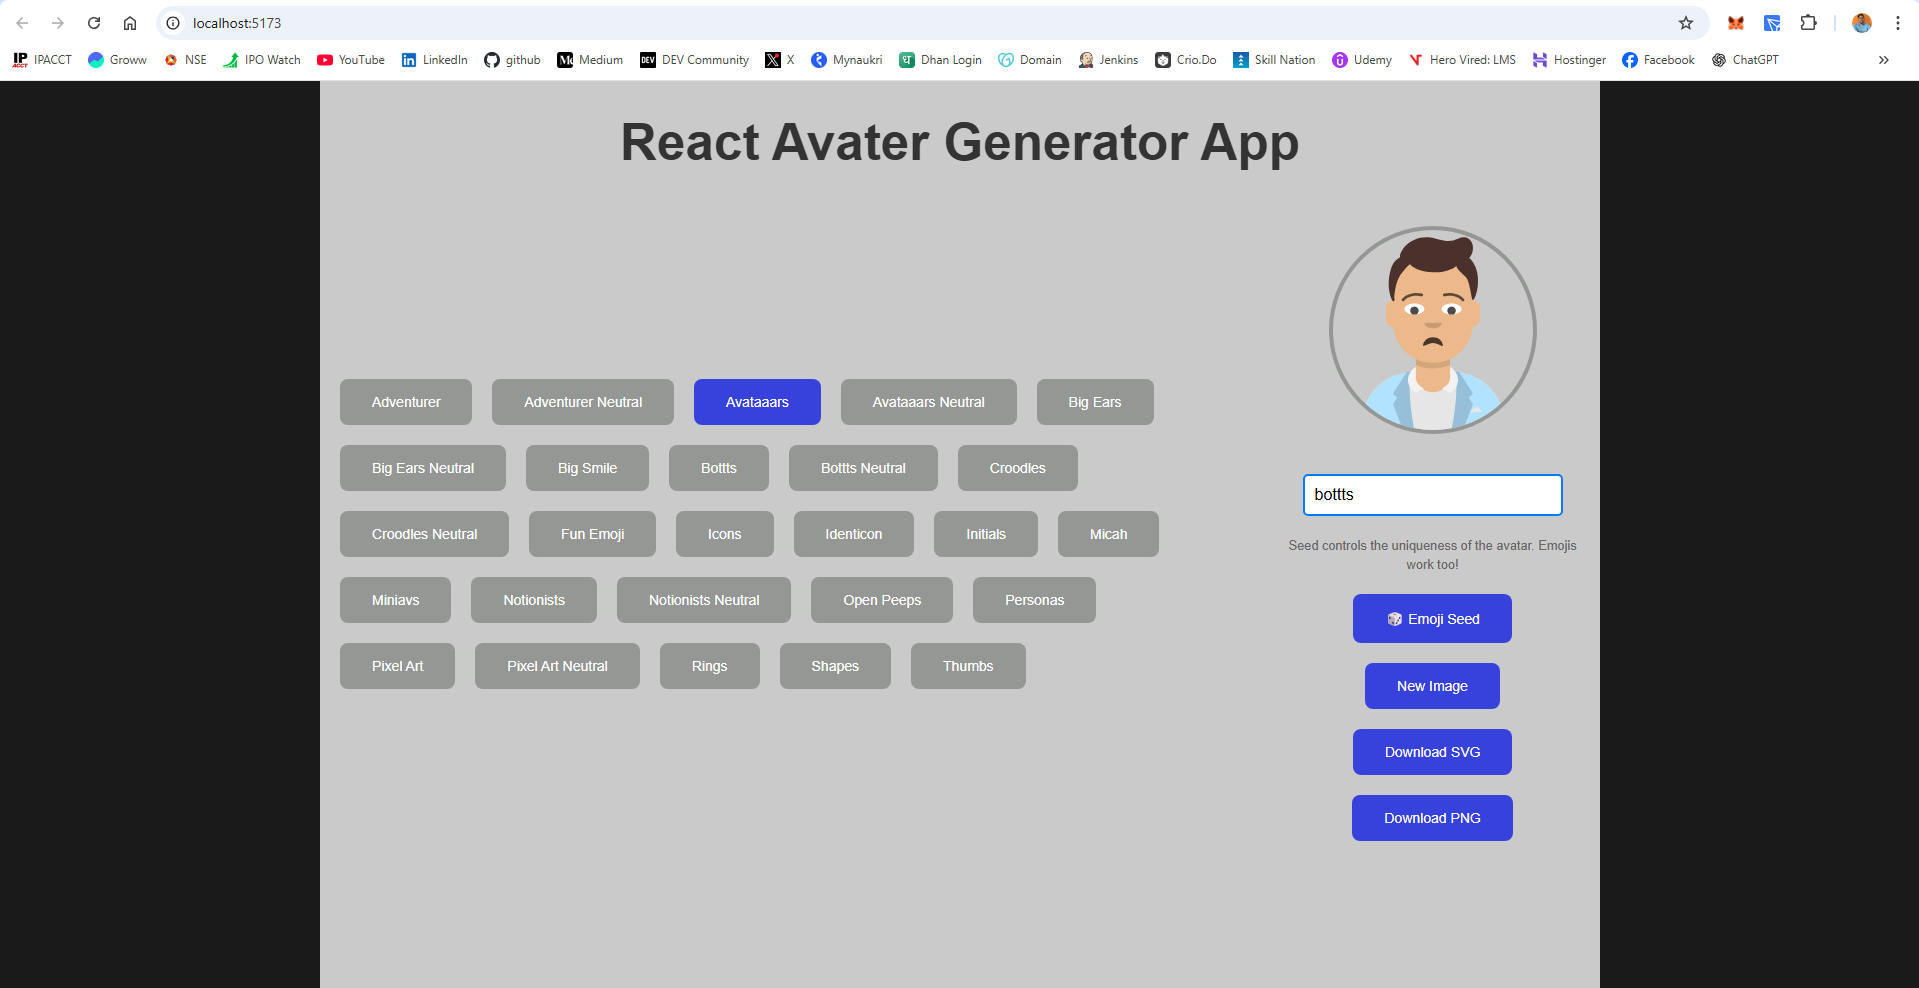 localhost:5173
IPACCT Groww NSE IPO Watch YouTube LinkedIn github Medium DEV Community X Mynaukri Dhan Login Domain Jenkins Crio.Do Skill Nation Udemy Hero Vired: LMS Hostinger Facebook ChatGPT
React Avater Generator App
Adventurer Adventurer Neutral Avataaars Avataaars Neutral Big Ears
Big Ears Neutral Big Smile Bottts Bottts Neutral Croodles
Croodles Neutral Fun Emoji Icons Identicon Initials Micah
Miniavs Notionists Notionists Neutral Open Peeps Personas
Pixel Art Pixel Art Neutral Rings Shapes Thumbs
bottts
Seed controls the uniqueness of the avatar. Emojis
work too!
🎲 Emoji Seed
New Image
Download SVG
Download PNG